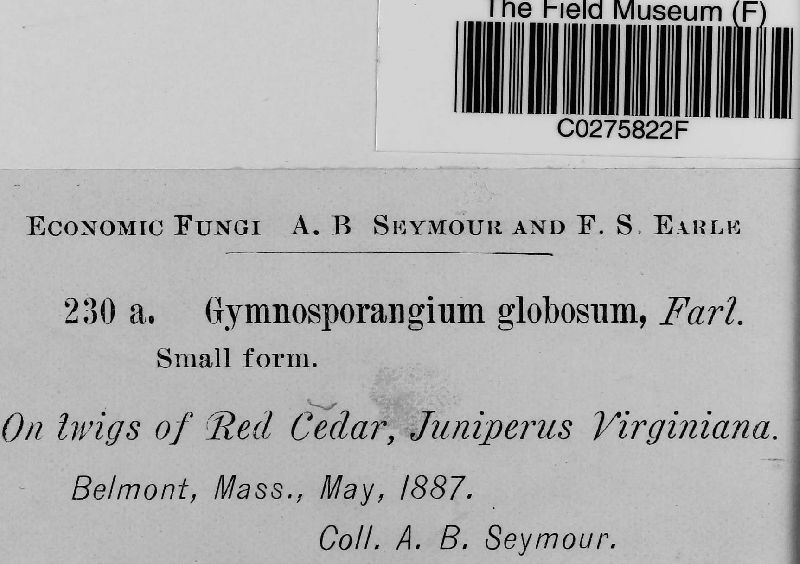 The Field Museum (F)
C0275822F
Economic Fungi A. B Seymour and F. S. Earle
230 a. Gymnosporangium globosum, Farl.
Small form.
On twigs of Red Cedar, Juniperus Virginiana.
Belmont, Mass., May, 1887.
Coll. A. B. Seymour.